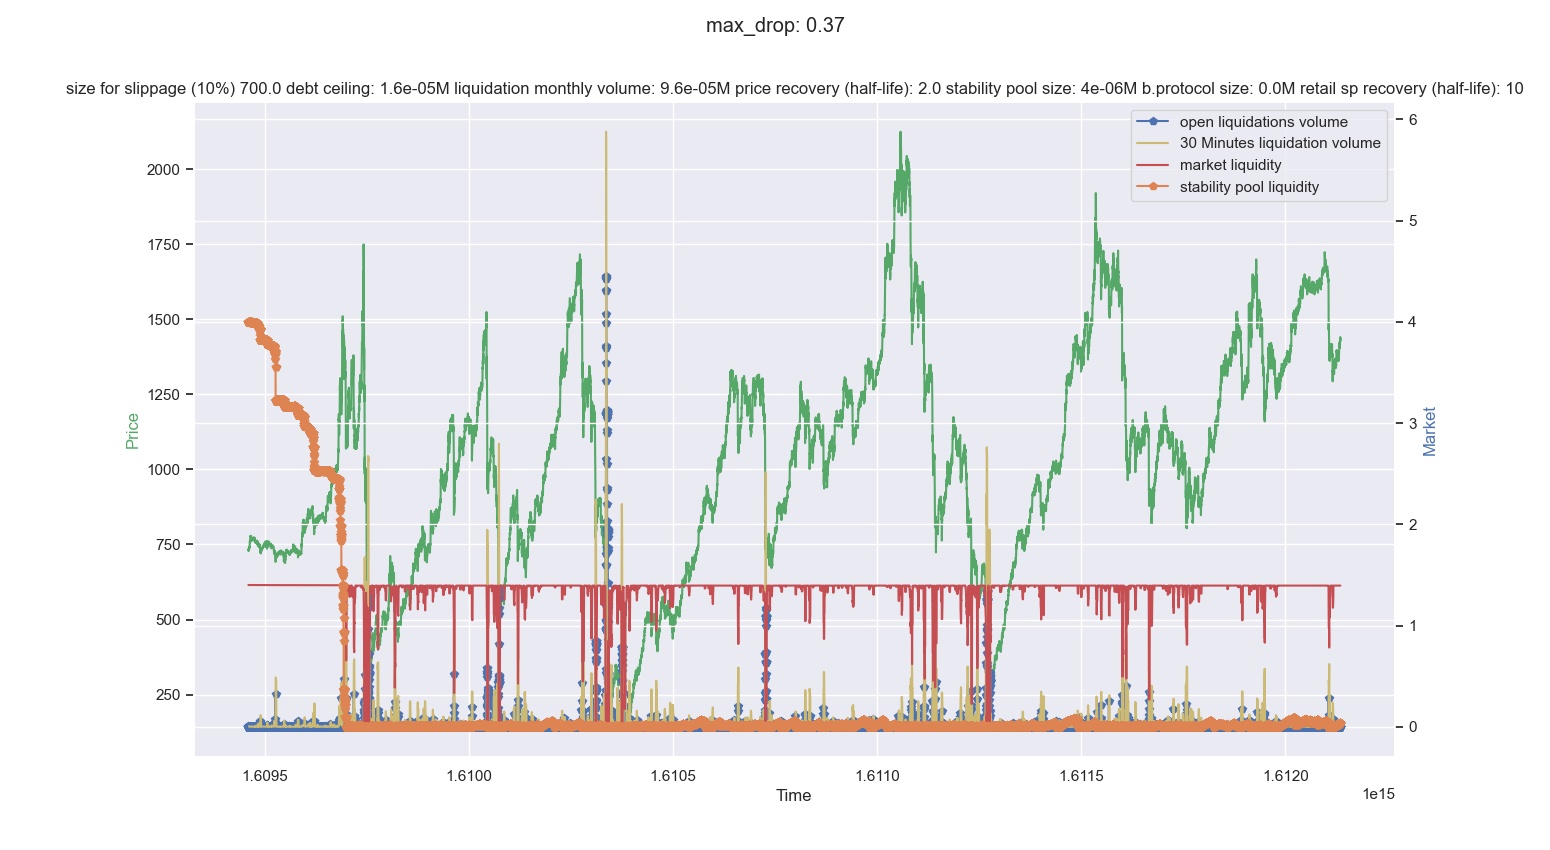 max_drop: 0.37
size for slippage (10%) 700.0 debt ceiling: 1.6e-05M liquidation monthly volume: 9.6e-05M price recovery (half-life): 2.0 stability pool size: 4e-06M b.protocol size: 0.0M retail sp recovery (half-life): 10
open liquidations volume
30 Minutes liquidation volume
market liquidity
stability pool liquidity
Price
2000
1750
1500
1250
1000
750
500
250
Market
6
5
4
3
2
1
0
1.6095 1.6100 1.6105 1.6110 1.6115 1.6120
1e15
Time